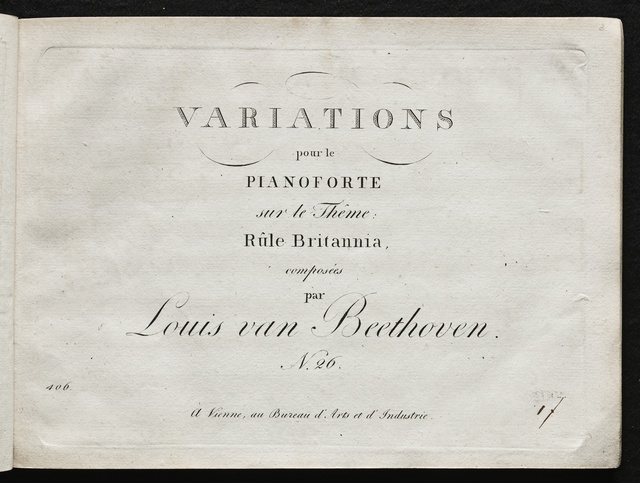 VARIATIONS
pour le
PIANOFORTE
sur le Thême:
Rûle Britannia,
composées
par
Louis van Beethoven.
N. 26.
406.
A Vienne, au Bureau d'Arts et d'Industrie.
17